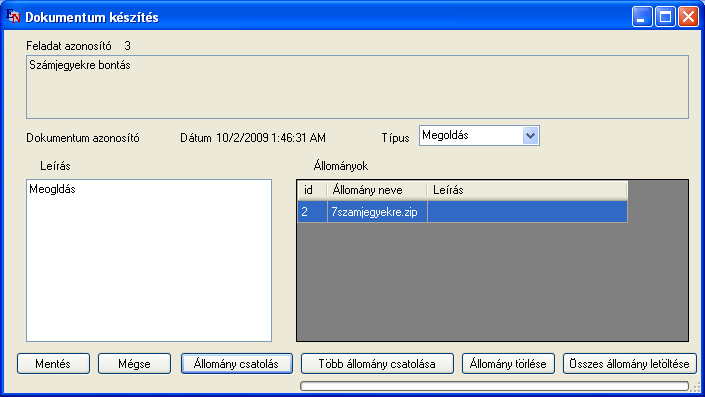 Dokumentum készítés
Feladat azonosító 3
Számjegyekre bontás
Dokumentum azonosító Dátum 10/2/2009 1:46:31 AM Típus Megoldás
Leírás Állományok
Meogldás
id Állomány neve Leírás
2 7szamjegyekre.zip
Mentés Mégse Állomány csatolás Több állomány csatolása Állomány törlése Összes állomány letöltése